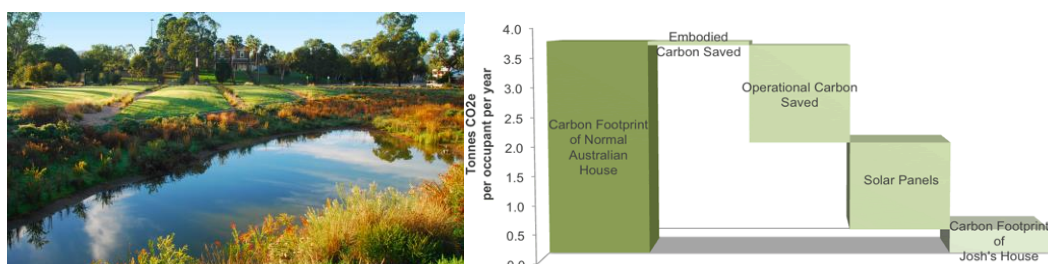 Tonnes CO2e
per occupant per year
4.0
3.5
3.0
2.5
2.0
1.5
1.0
0.5
0.0
Carbon Footprint
of Normal
Australian
House
Embodied
Carbon Saved
Operational Carbon
Saved
Solar Panels
Carbon Footprint
of
Josh's House